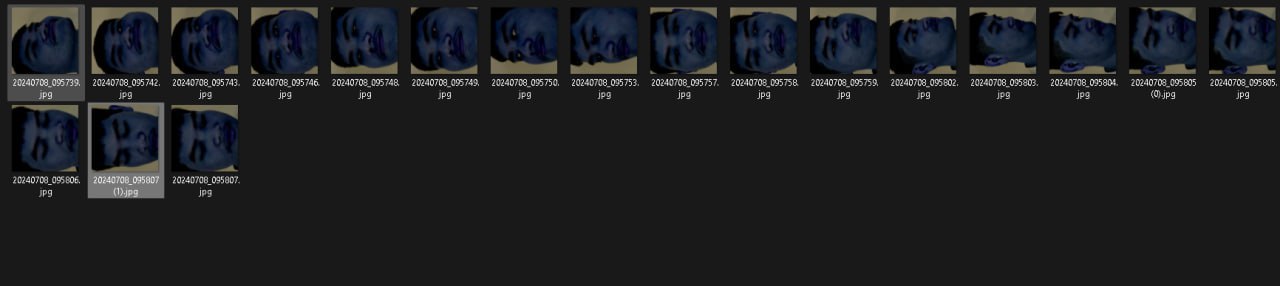 20240708_095739.
jpg
20240708_095742.
jpg
20240708_095743.
jpg
20240708_095746.
jpg
20240708_095748.
jpg
20240708_095749.
jpg
20240708_095750.
jpg
20240708_095753.
jpg
20240708_095757.
jpg
20240708_095758.
jpg
20240708_095759.
jpg
20240708_095802.
jpg
20240708_095803.
jpg
20240708_095804.
jpg
20240708_095805
(0).jpg
20240708_095805.
jpg
20240708_095806.
jpg
20240708_095807
(1).jpg
20240708_095807.
jpg